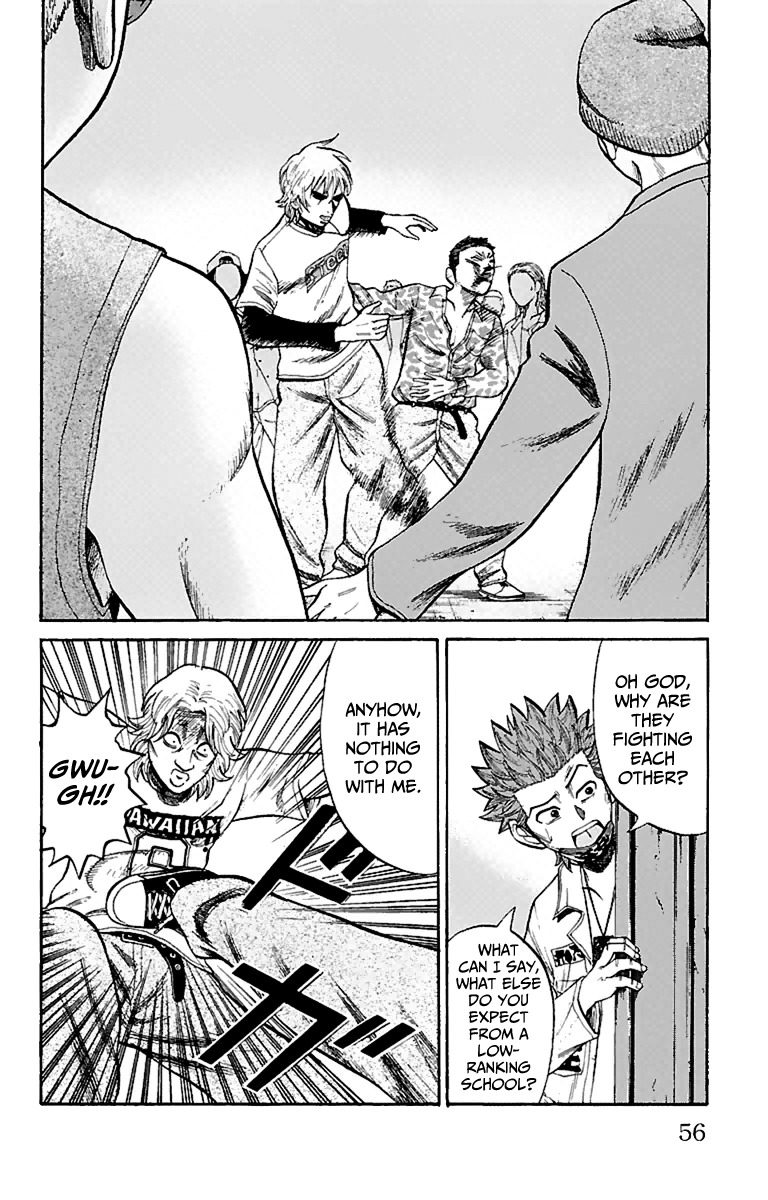 OH GOD,
WHY ARE
THEY
FIGHTING
EACH
OTHER?
WHAT
CAN I SAY,
WHAT ELSE
DO YOU
EXPECT
FROM A
LOW-
RANKING
SCHOOL?
ANYHOW,
IT HAS
NOTHING
TO DO
WITH ME.
GWU-
GH!!
AWAIIAN
ドガ
56